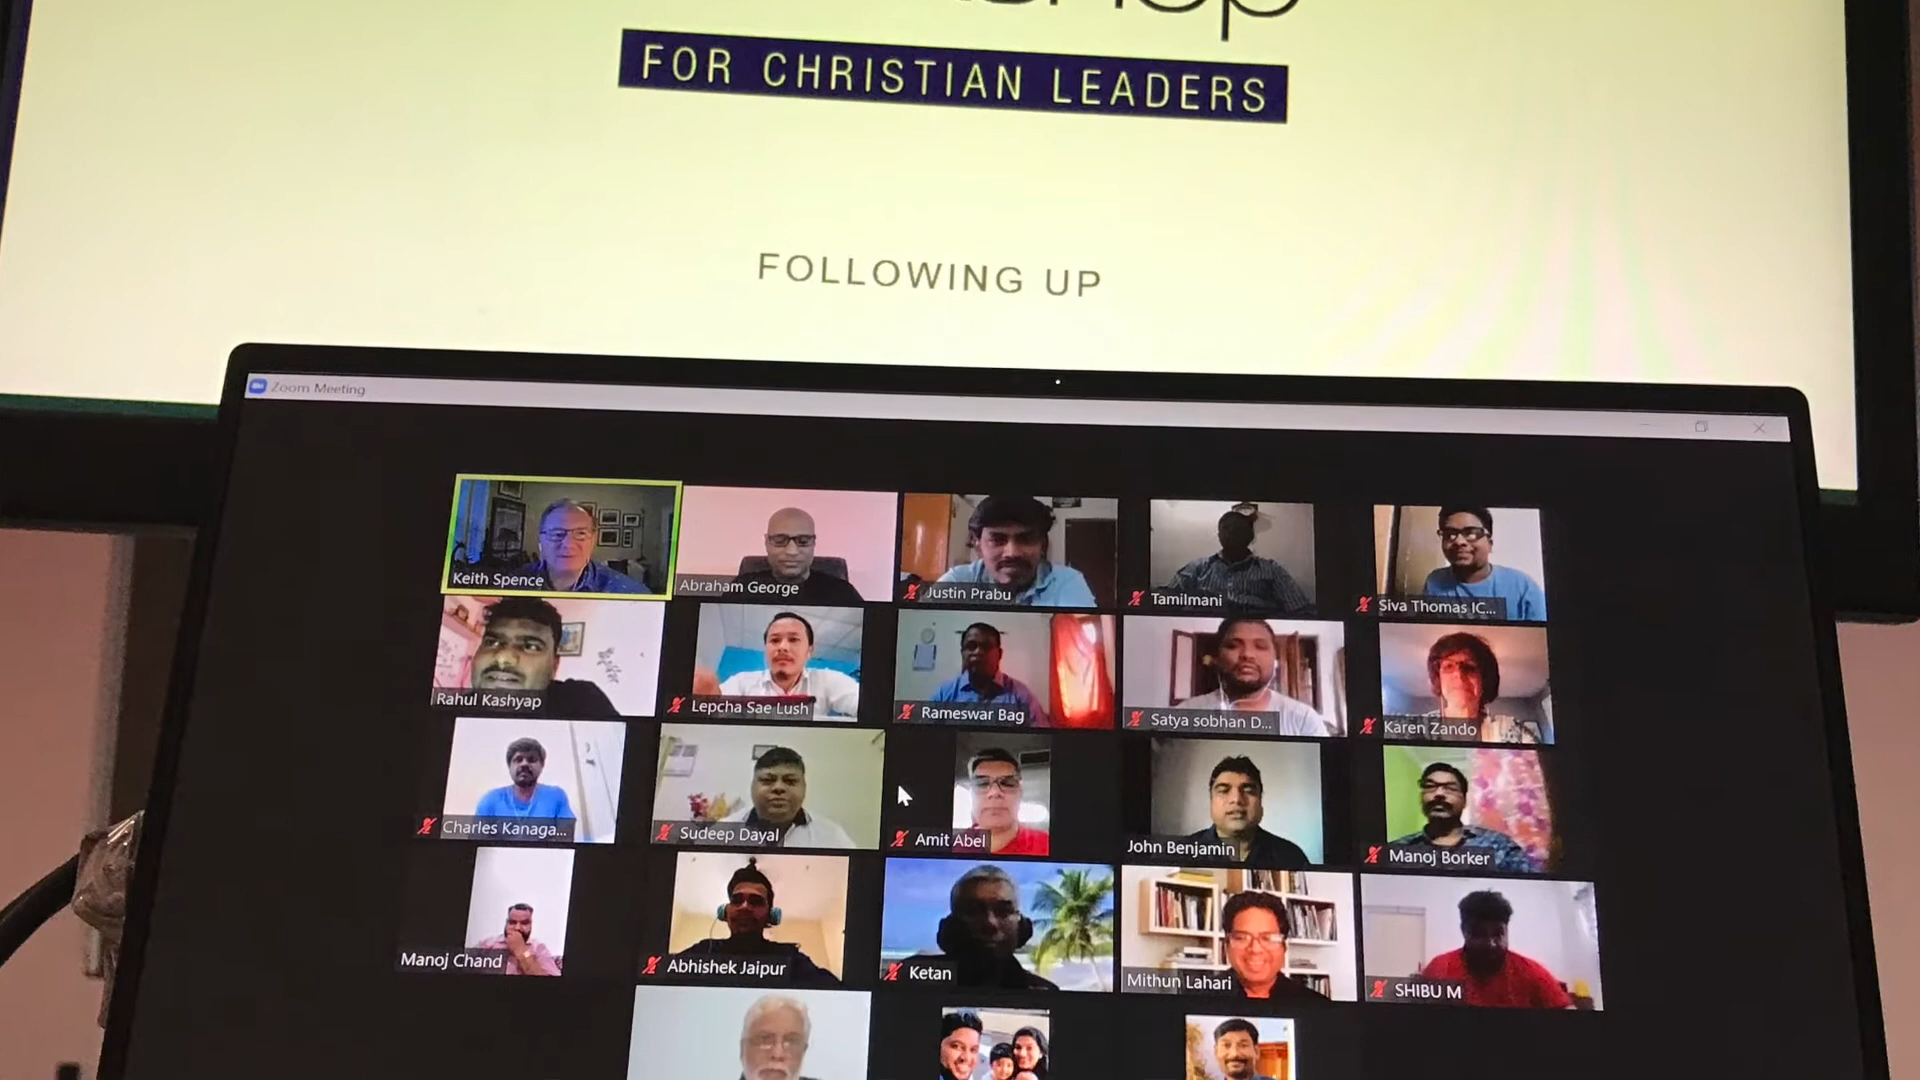 FOR CHRISTIAN LEADERS
FOLLOWING UP
Zoom Meeting
Keith Spence
Abraham George
Justin Prabu
Tamilmani
Siva Thomas IC...
Rahul Kashyap
Lepcha Sae Lush
Rameswar Bag
Satya sobhan D...
Karen Zando
Charles Kanaga...
Sudeep Dayal
Amit Abel
John Benjamin
Manoj Borker
Manoj Chand
Abhishek Jaipur
Ketan
Mithun Lahari
SHIBU M